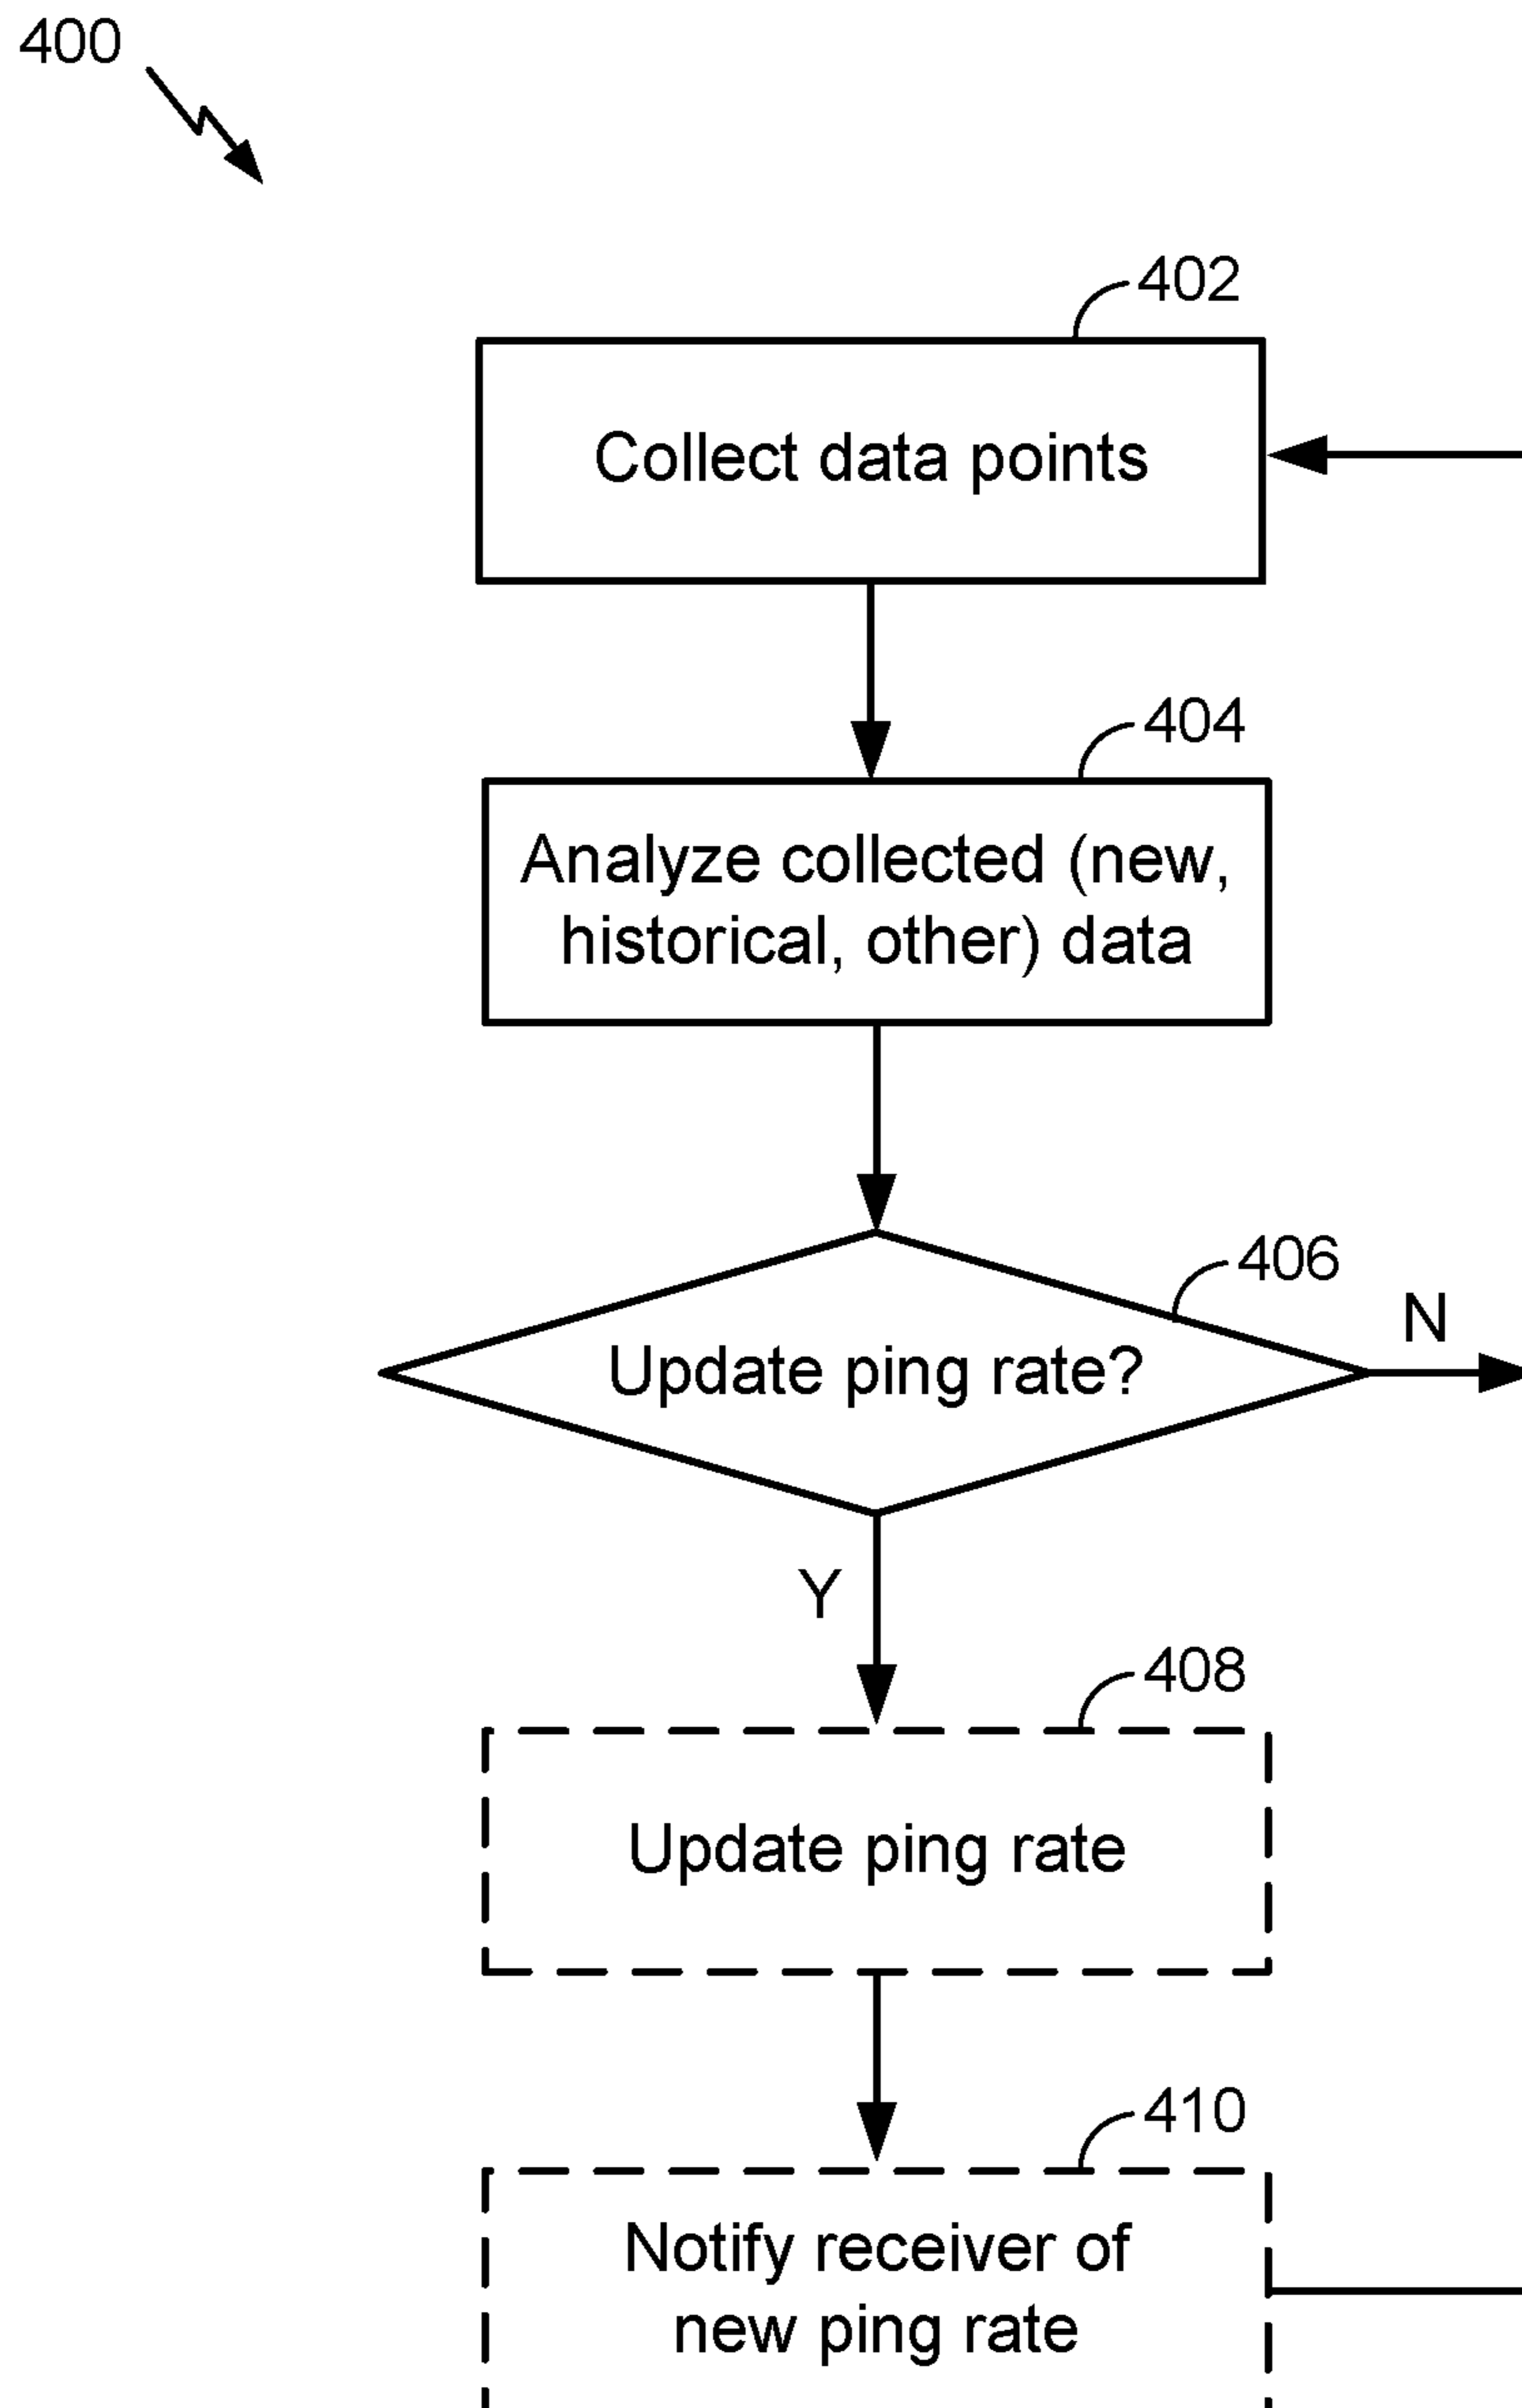 400
402
Collect data points
404
Analyze collected (new,
historical, other) data
406
N
Update ping rate?
Y
408
Update ping rate
410
Notify receiver of
new ping rate